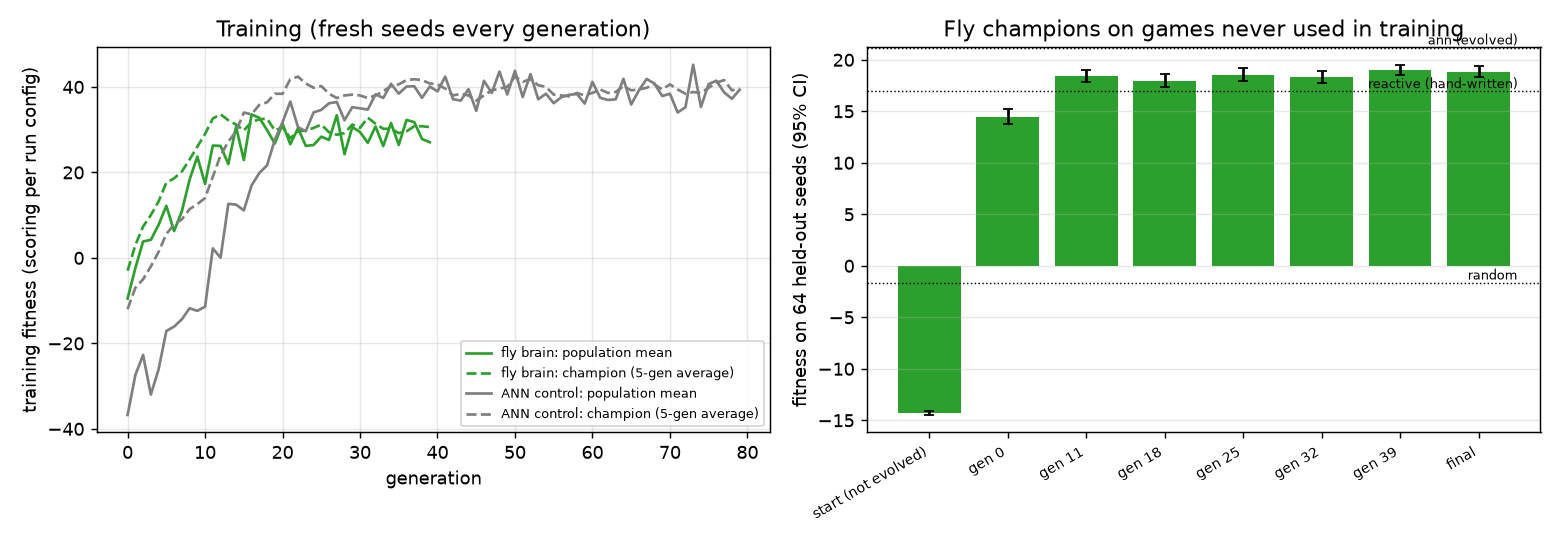 Training (fresh seeds every generation)
training fitness (scoring per run config)
40
20
0
−20
−40
0 10 20 30 40 50 60 70 80
generation
fly brain: population mean
fly brain: champion (5-gen average)
ANN control: population mean
ANN control: champion (5-gen average)
Fly champions on games never used in training
fitness on 64 held-out seeds (95% CI)
20
15
10
5
0
−5
−10
−15
ann (evolved)
reactive (hand-written)
random
start (not evolved)
gen 0
gen 11
gen 18
gen 25
gen 32
gen 39
final